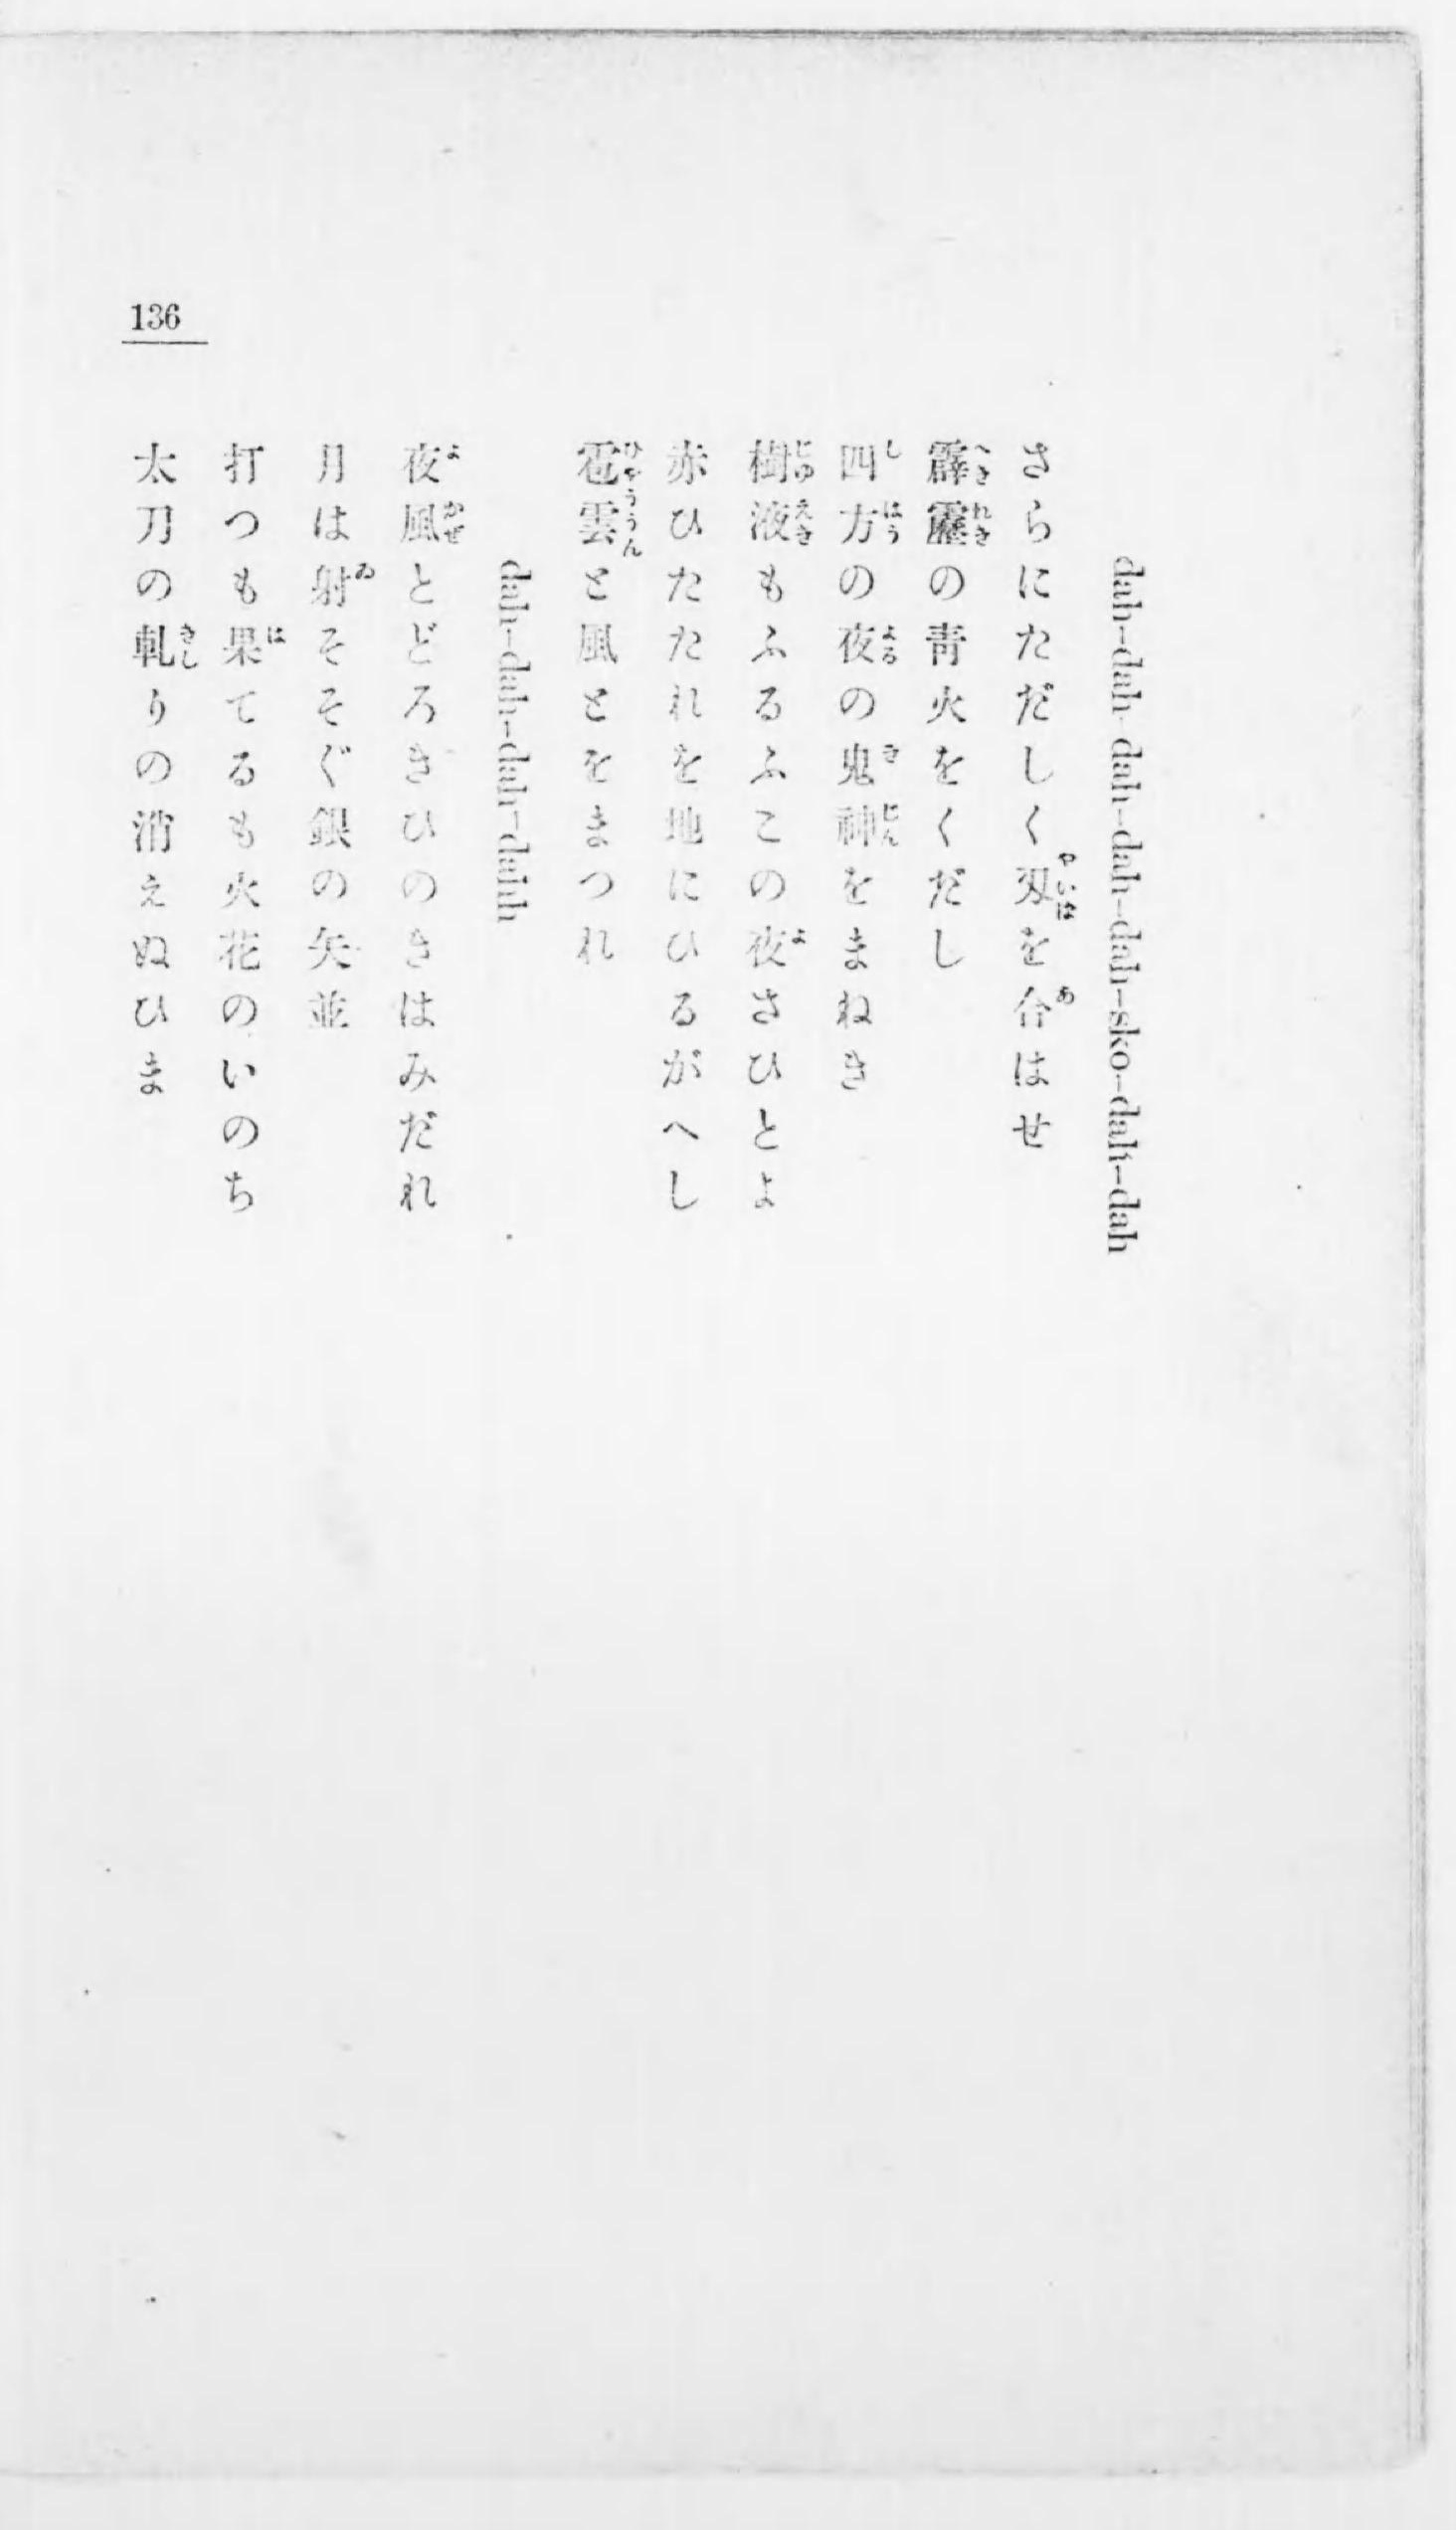 dah-dah-dah-dah-dah-sko-dah-dah
さらにただしく刄を合はせ
霹靂の青火をくだし
四方の夜の鬼神をまねき
樹液もふるふこの夜さひとよ
赤ひたたれを地にひるがへし
雹雲と風とをまつれ
dah-dah-dah-dahh
夜風とどろきひのきはみだれ
月は射そそぐ銀の矢並
打つも果てるも火花のいのち
太刀の軋りの消えぬひま
136